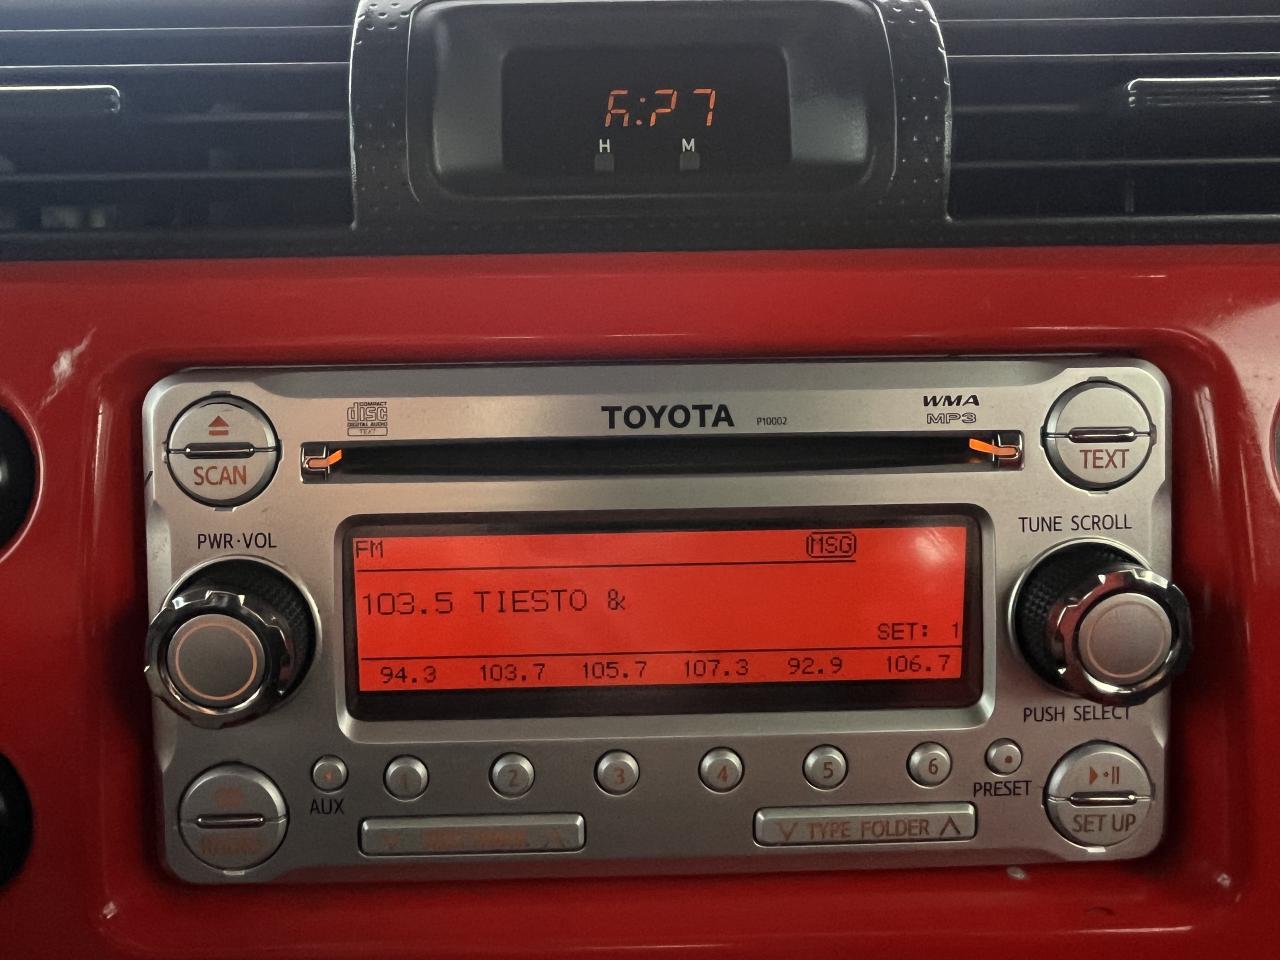 H M
COMPACT
disc
DIGITAL AUDIO
TEXT
TOYOTA P10002
WMA
MP3
SCAN
TEXT
PWR·VOL
TUNE SCROLL
FM MSG
103.5 TIESTO &
SET: 1
94.3 103.7 105.7 107.3 92.9 106.7
PUSH SELECT
1 2 3 4 5 6
AUX
PRESET
TYPE FOLDER
SET UP